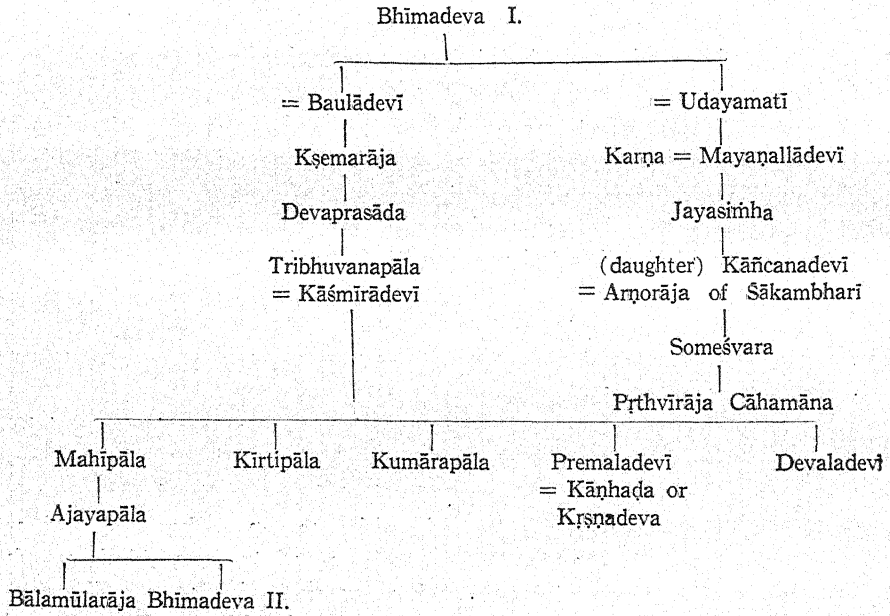 Bhīmadeva I.
= Baulādevī = Udayamatī
Kṣemarāja Karṇa = Mayaṇallādevī
Devaprasāda Jayasiṁha
Tribhuvanapāla (daughter) Kāñcanadevī
= Kāśmīrādevī = Arṇorāja of Śākambharī
Someśvara
Pṛthvīrāja Cāhamāna
Mahīpāla Kīrtipāla Kumārapāla Premaladevī Devaladevī
= Kāṇhaḍa or
Ajayapāla Kṛṣṇadeva
Bālamūlarāja Bhīmadeva II.